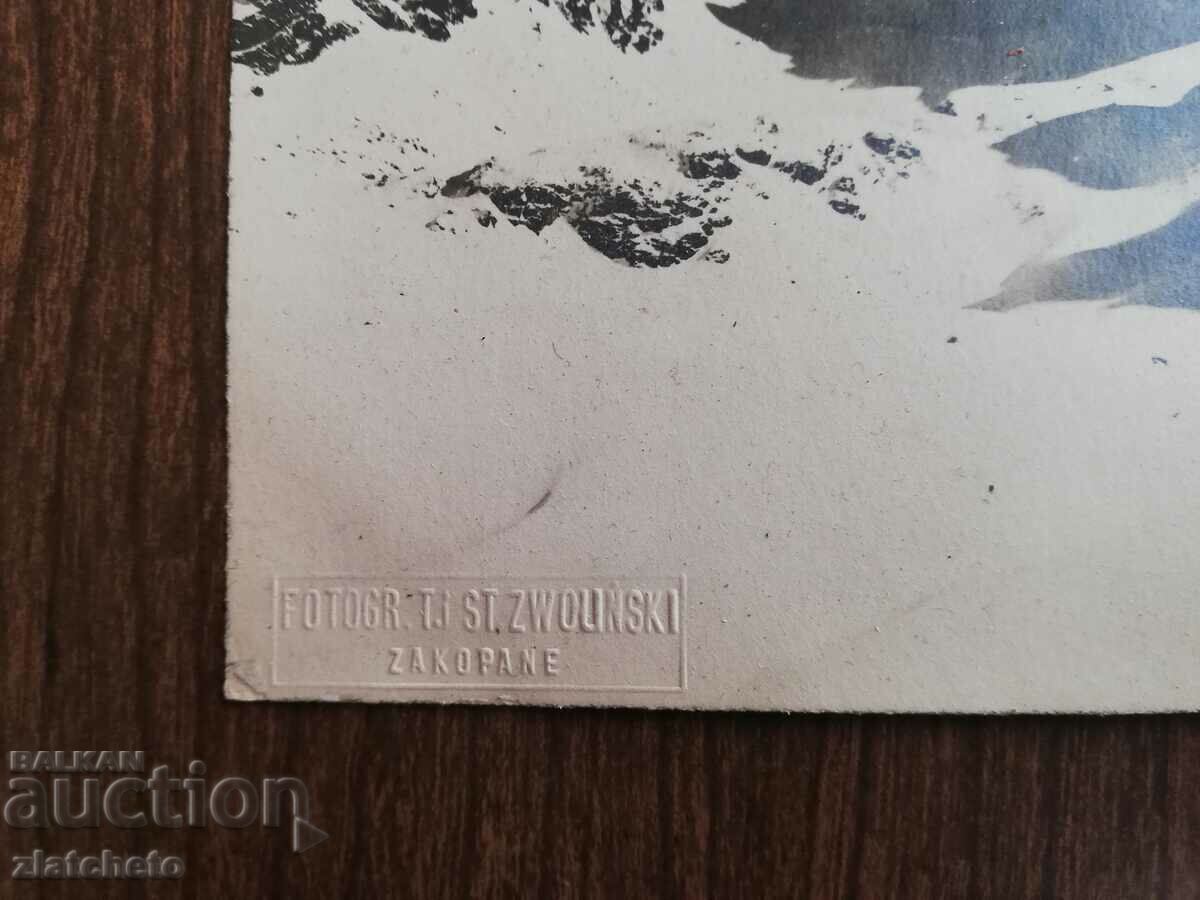 FOTOGR. T.i ST. ZWOLIŃSKI
ZAKOPANE
BALKAN
auction
zlatcheto